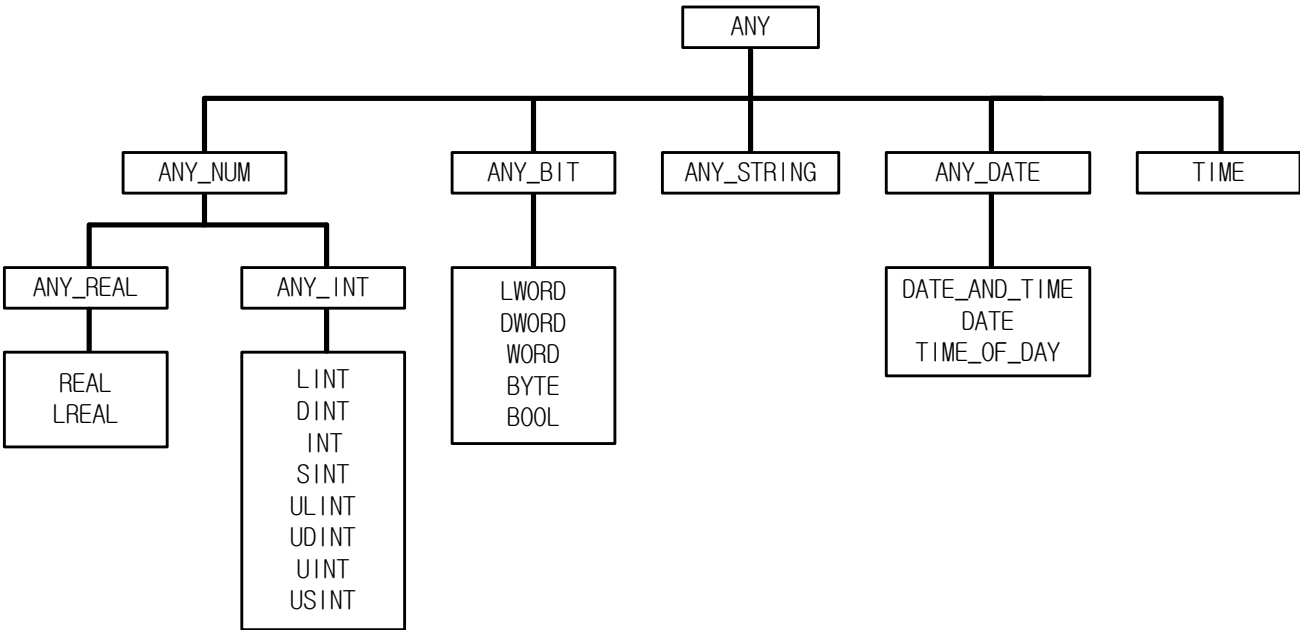 ANY
ANY_NUM
ANY_BIT
ANY_STRING
ANY_DATE
TIME
ANY_REAL
ANY_INT
REAL
LREAL
LINT
DINT
INT
SINT
ULINT
UDINT
UINT
USINT
LWORD
DWORD
WORD
BYTE
BOOL
DATE_AND_TIME
DATE
TIME_OF_DAY